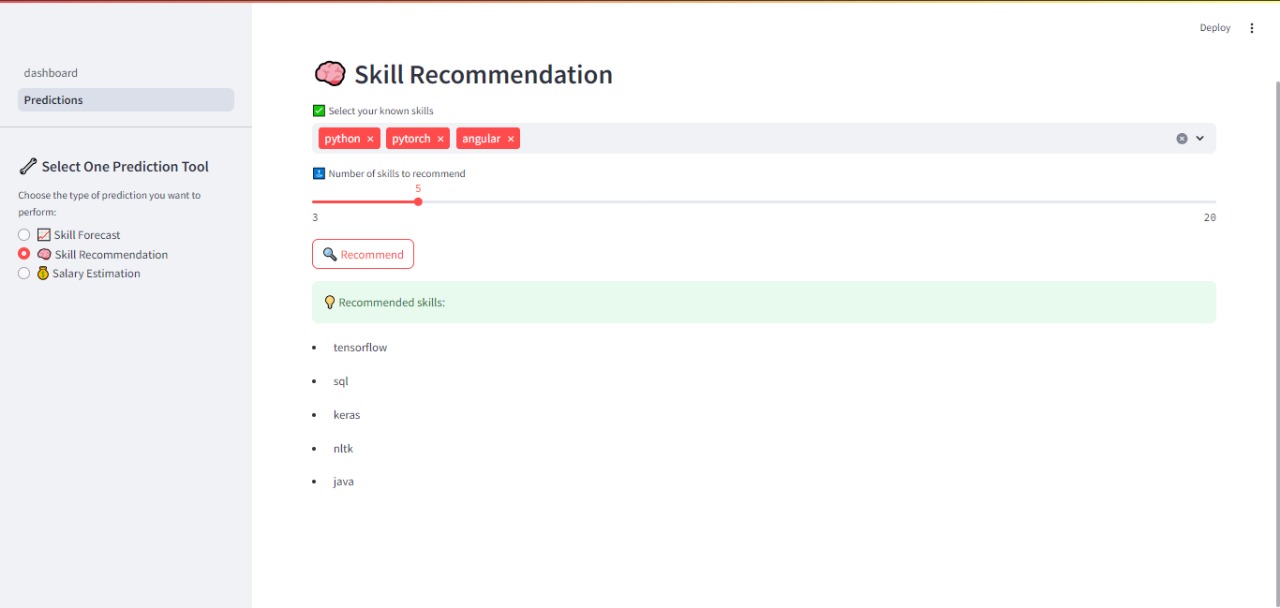 Deploy
dashboard
Predictions
Select One Prediction Tool
Choose the type of prediction you want to
perform:
Skill Forecast
Skill Recommendation
Salary Estimation
Skill Recommendation
Select your known skills
python × pytorch × angular ×
Number of skills to recommend
5
3 20
Recommend
Recommended skills:
• tensorflow
• sql
• keras
• nltk
• java